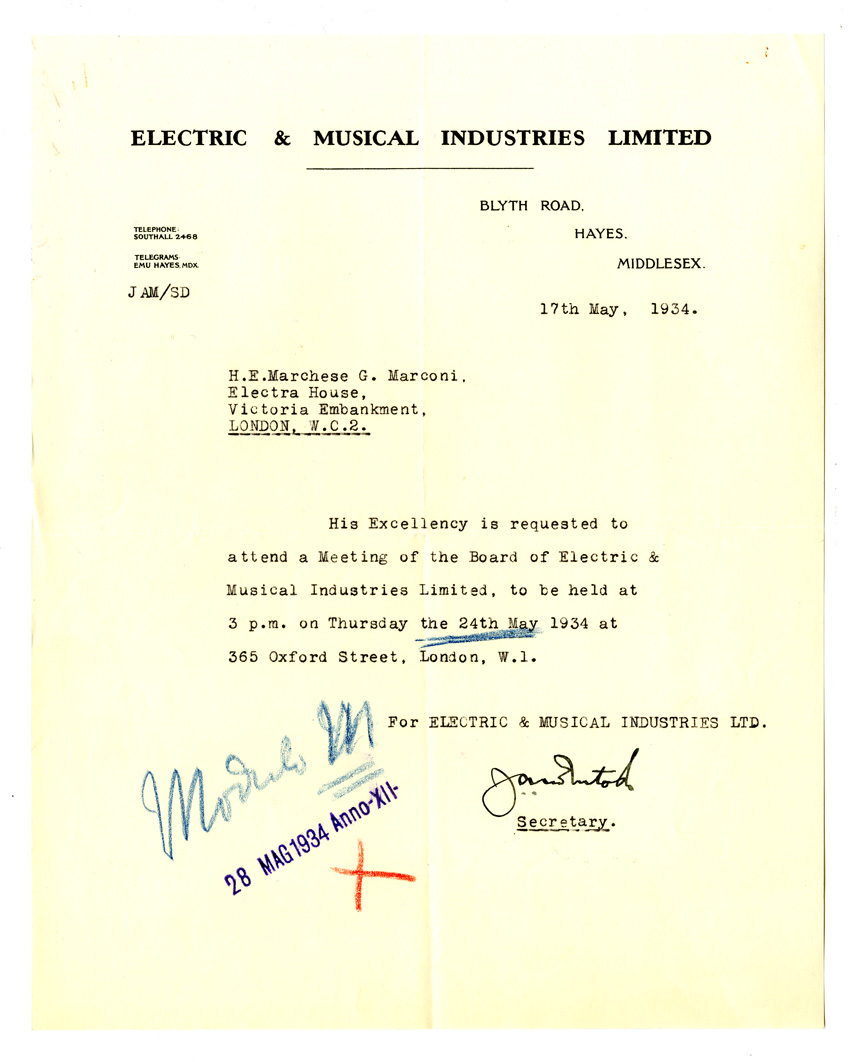 ELECTRIC & MUSICAL INDUSTRIES LIMITED
BLYTH ROAD,
HAYES.
MIDDLESEX.
TELEPHONE:
SOUTHALL 2468
TELEGRAMS
EMU HAYES, MDX.
JAM/SD
17th May, 1934.
H.E.Marchese G. Marconi,
Electra House,
Victoria Embankment,
LONDON, W.C.2.
His Excellency is requested to
attend a Meeting of the Board of Electric &
Musical Industries Limited, to be held at
3 p.m. on Thursday the 24th May 1934 at
365 Oxford Street, London, W.1.
For ELECTRIC & MUSICAL INDUSTRIES LTD.
Secretary.
Modulo M
28 MAG 1934 Anno-XII-